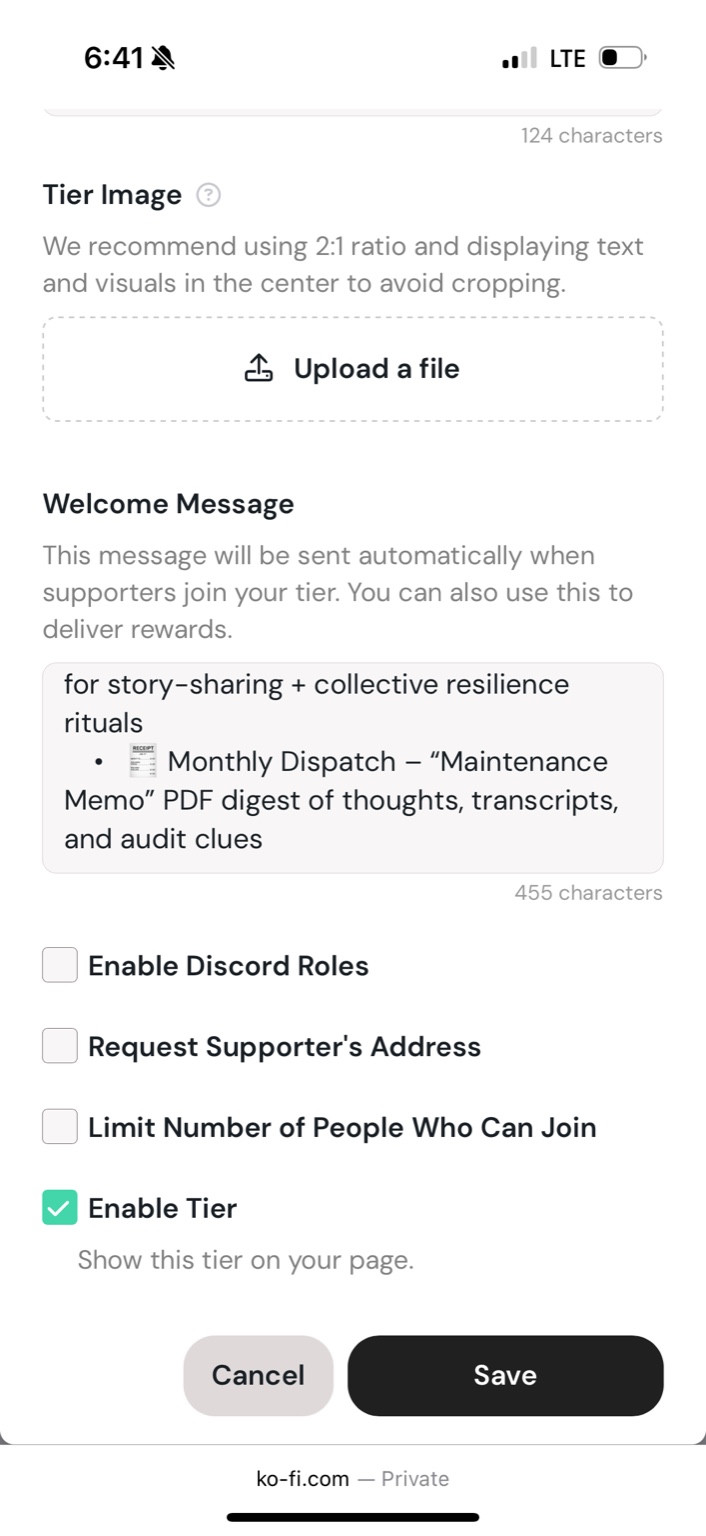 6:41
LTE
124 characters
Tier Image ?
We recommend using 2:1 ratio and displaying text
and visuals in the center to avoid cropping.
Upload a file
Welcome Message
This message will be sent automatically when
supporters join your tier. You can also use this to
deliver rewards.
for story-sharing + collective resilience
rituals
• 🧾 Monthly Dispatch – “Maintenance
Memo” PDF digest of thoughts, transcripts,
and audit clues
455 characters
Enable Discord Roles
Request Supporter's Address
Limit Number of People Who Can Join
Enable Tier
Show this tier on your page.
Cancel
Save
ko-fi.com — Private